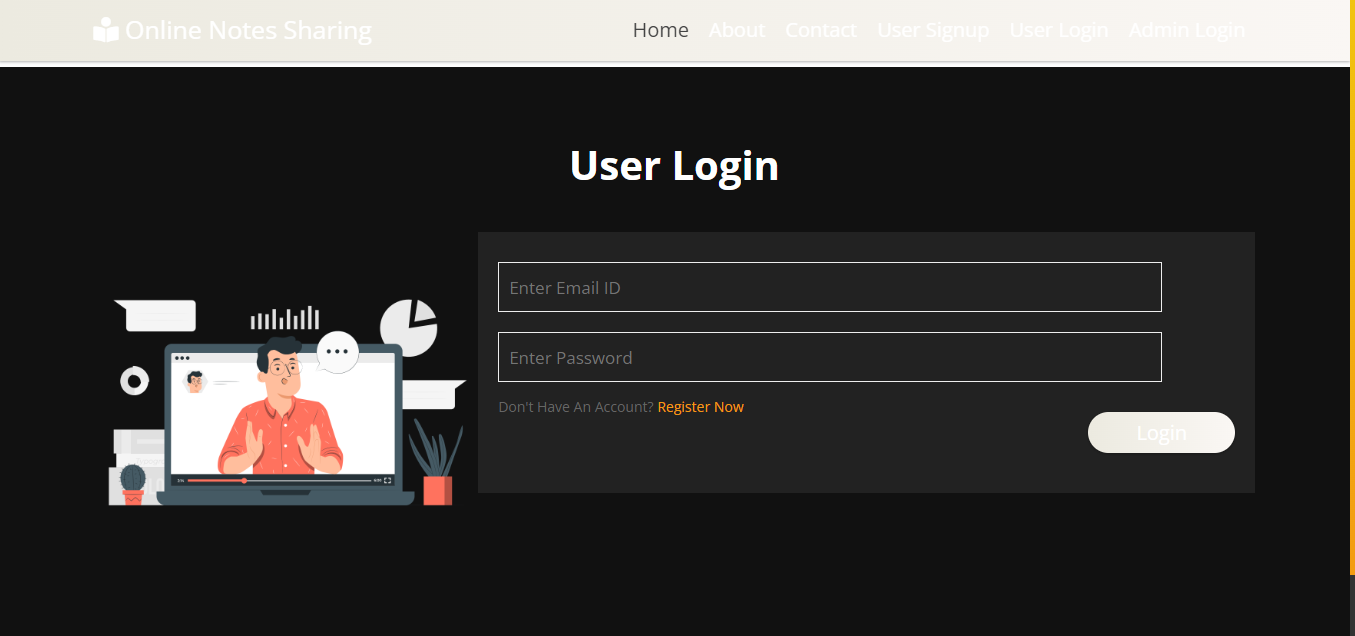 Online Notes Sharing
Home About Contact User Signup User Login Admin Login
User Login
Enter Email ID
Enter Password
Don't Have An Account? Register Now
Login